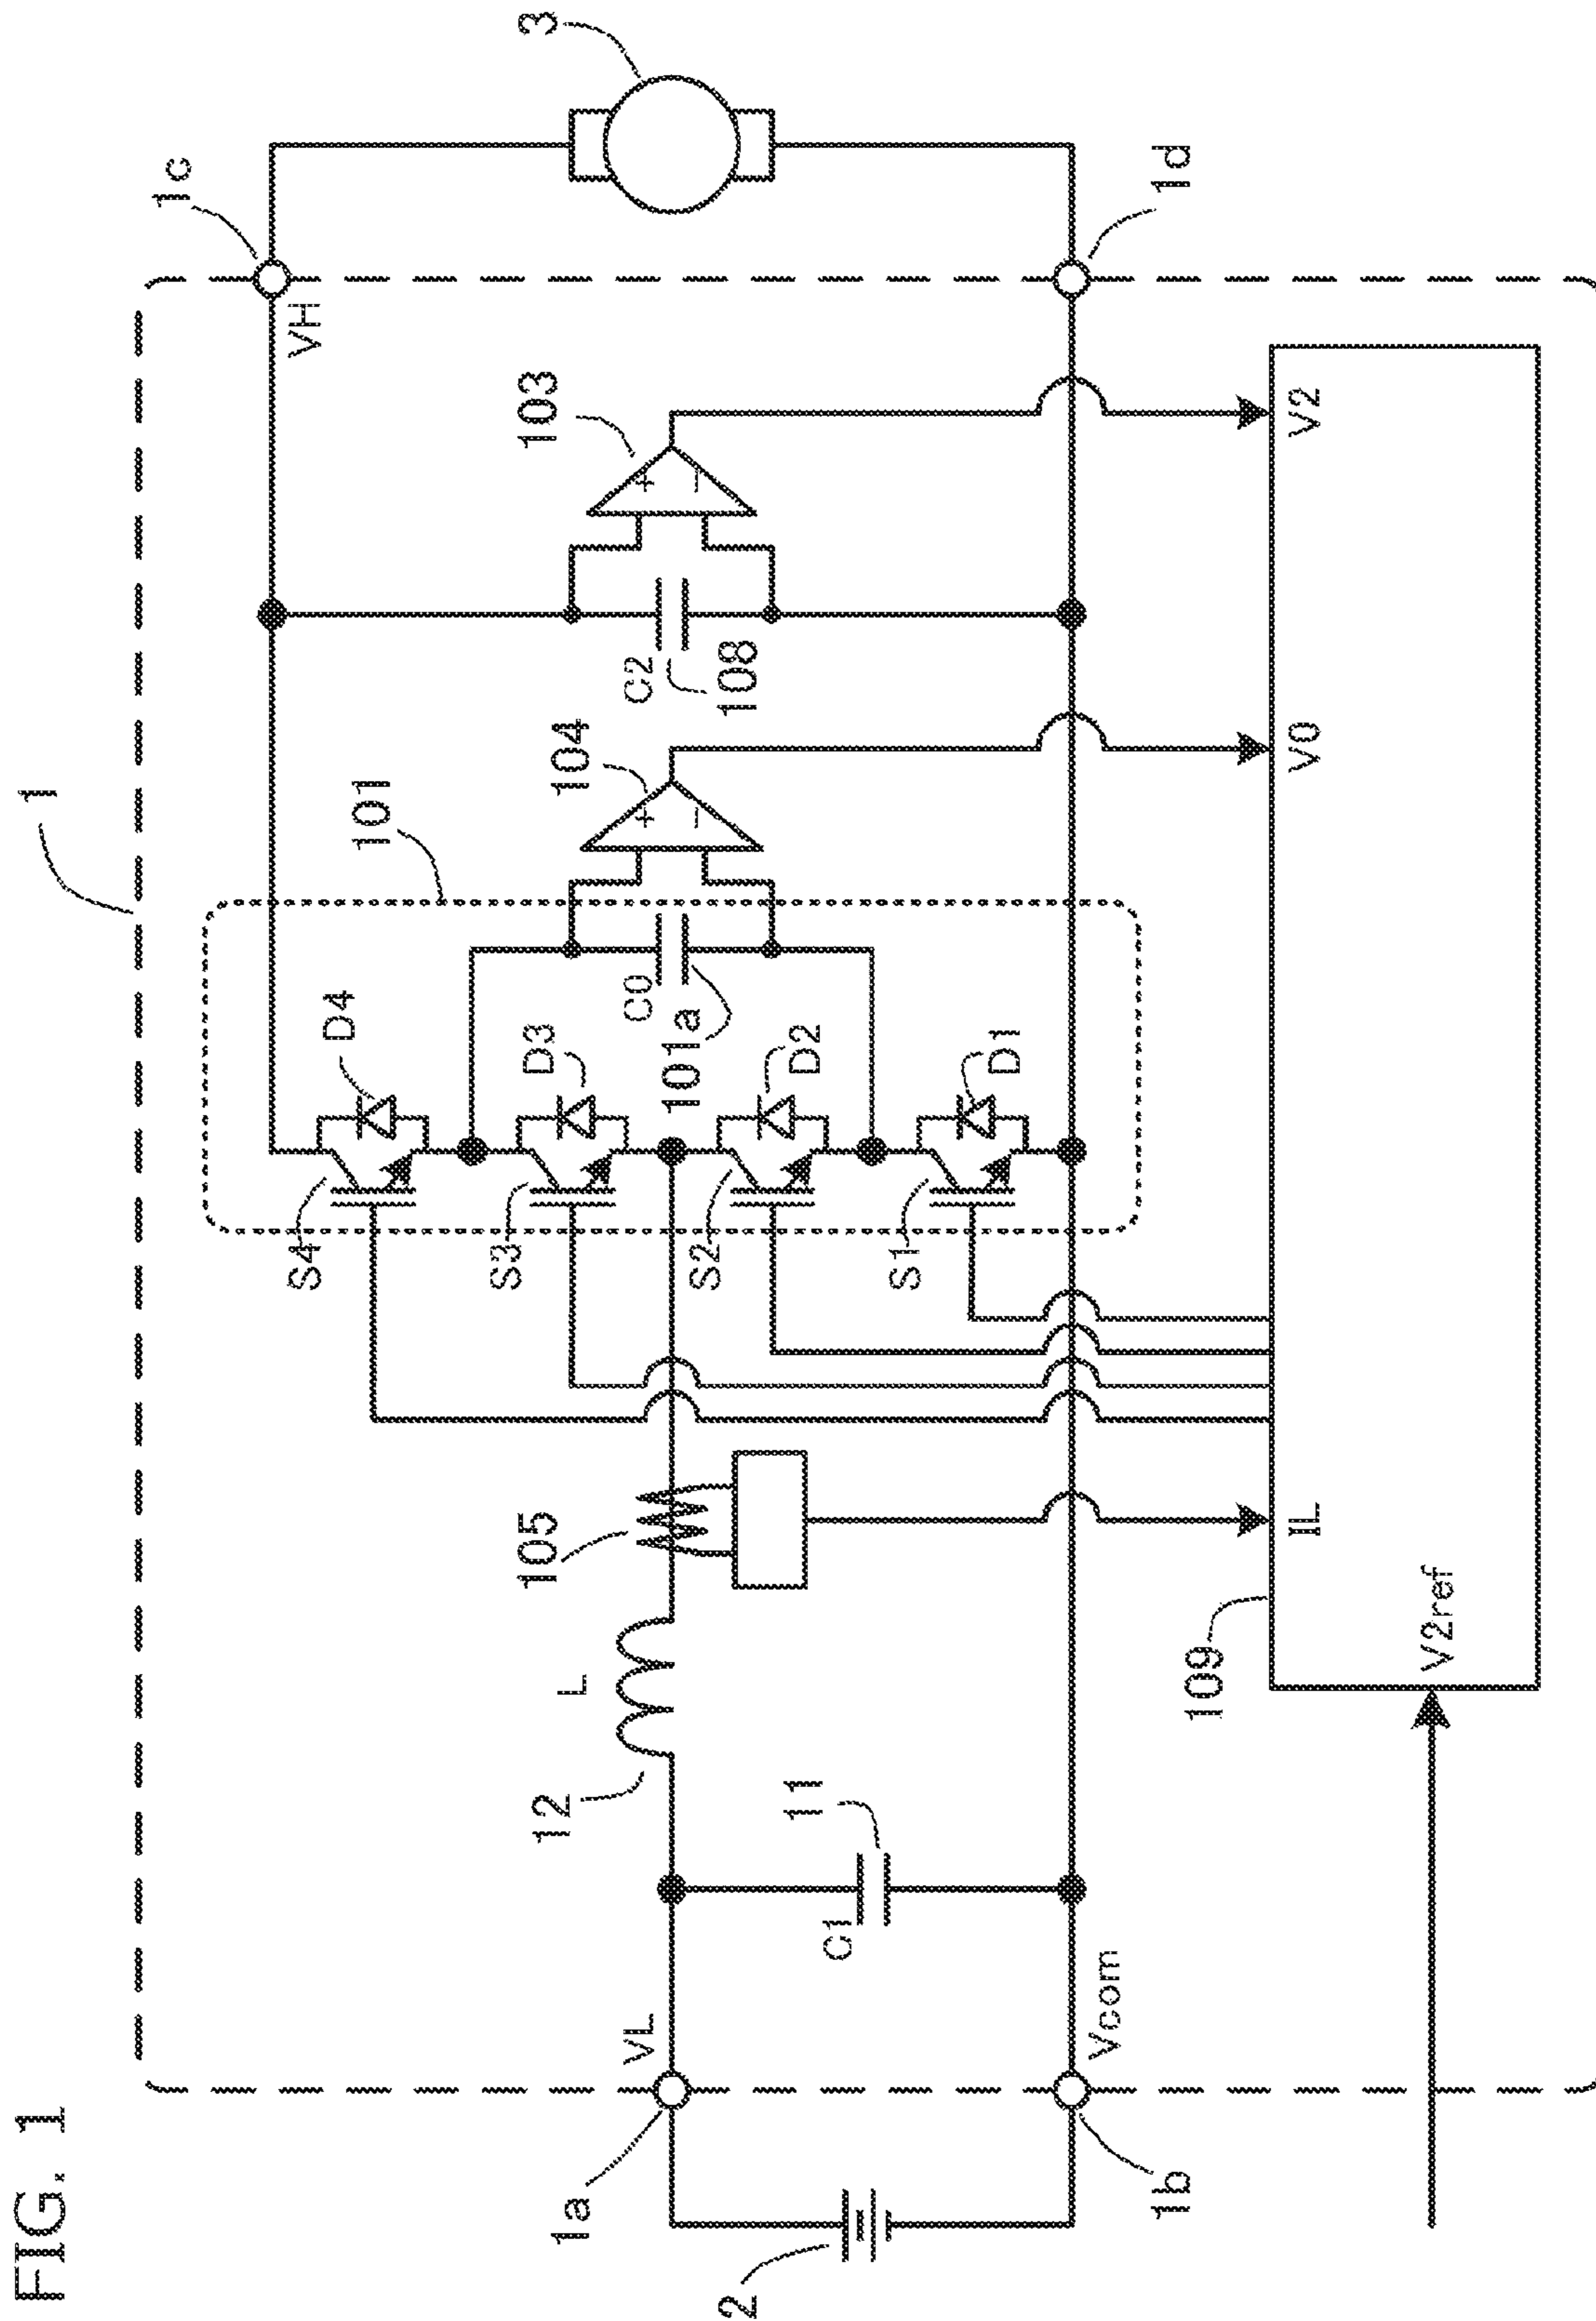 FIG. 1
1
101
1c
3
VH
D4
S4
104
103
C0
C2
108
D3
S3
101a
105
L
12
VL
1a
S2
D2
11
C1
2
S1
D1
1d
Vcom
1b
109
IL
V0
V2
V2ref